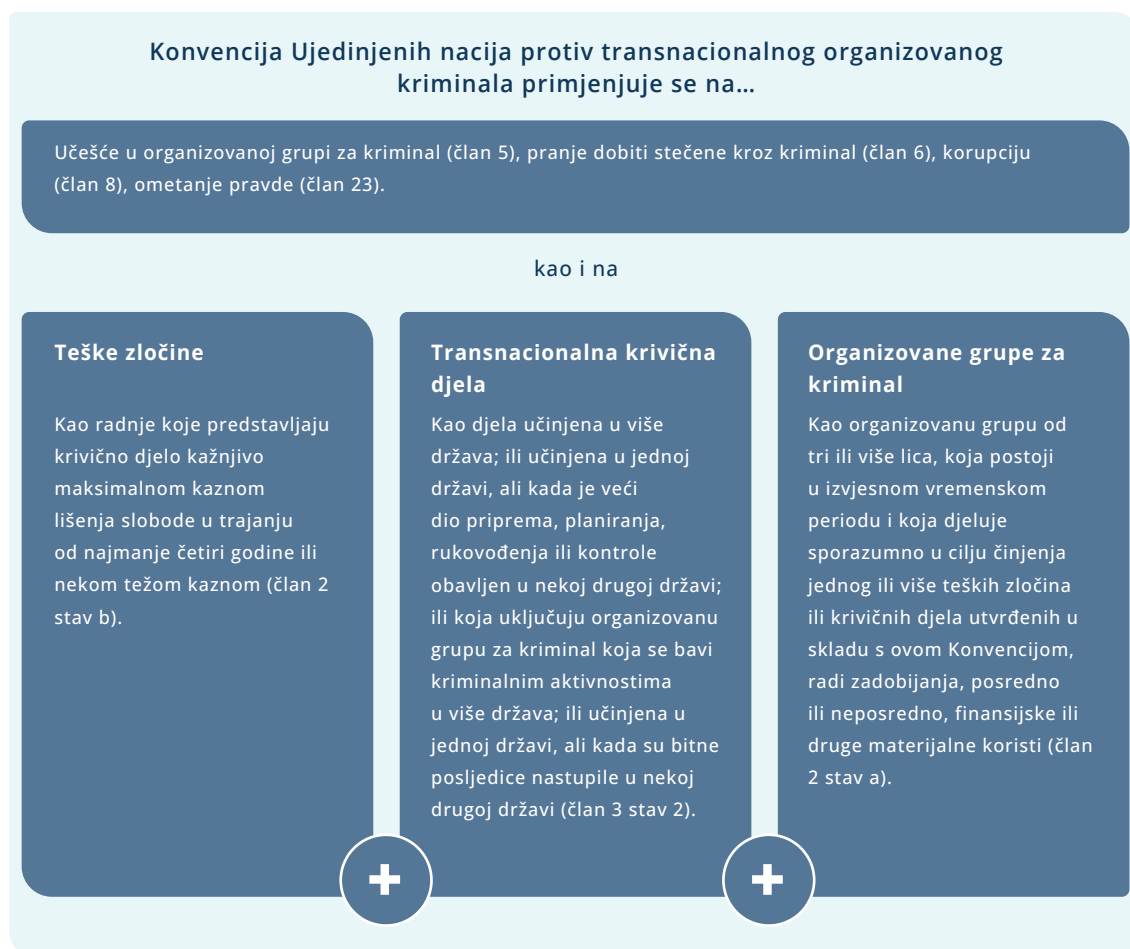 Konvencija Ujedinjenih nacija protiv transnacionalnog organizovanog
kriminala primjenjuje se na...
Učešće u organizovanoj grupi za kriminal (član 5), pranje dobiti stečene kroz kriminal (član 6), korupciju
(član 8), ometanje pravde (član 23).
kao i na
Teške zločine
Kao radnje koje predstavljaju
krivično djelo kažnjivo
maksimalnom kaznom
lišenja slobode u trajanju
od najmanje četiri godine ili
nekom težom kaznom (član 2
stav b).
Transnacionalna krivična
djela
Kao djela učinjena u više
država; ili učinjena u jednoj
državi, ali kada je veći
dio priprema, planiranja,
rukovođenja ili kontrole
obavljen u nekoj drugoj državi;
ili koja uključuju organizovanu
grupu za kriminal koja se bavi
kriminalnim aktivnostima
u više država; ili učinjena u
jednoj državi, ali kada su bitne
posljedice nastupile u nekoj
drugoj državi (član 3 stav 2).
Organizovane grupe za
kriminal
Kao organizovanu grupu od
tri ili više lica, koja postoji
u izvjesnom vremenskom
periodu i koja djeluje
sporazumno u cilju činjenja
jednog ili više teških zločina
ili krivičnih djela utvrđenih u
skladu s ovom Konvencijom,
radi zadobijanja, posredno
ili neposredno, finansijske ili
druge materijalne koristi (član
2 stav a).
+
+